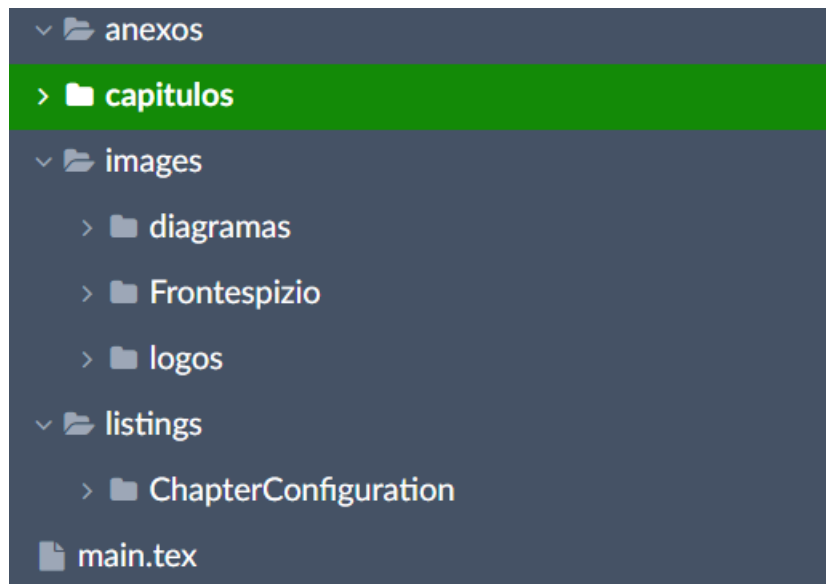 anexos
capitulos
images
diagramas
Frontespizio
logos
listings
ChapterConfiguration
main.tex